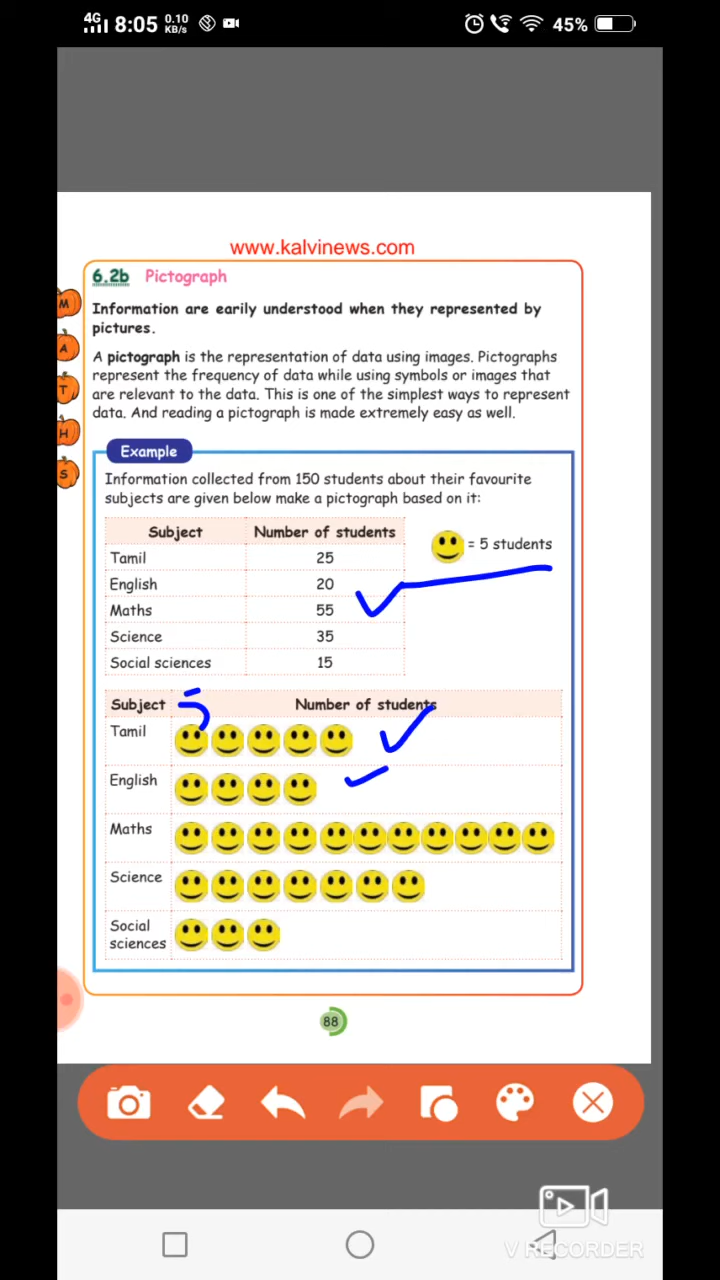 4G 8:05 0.10 KB/s 45%
www.kalvinews.com
6.2b Pictograph
M
A
T
H
S
Information are earily understood when they represented by
pictures.
A pictograph is the representation of data using images. Pictographs
represent the frequency of data while using symbols or images that
are relevant to the data. This is one of the simplest ways to represent
data. And reading a pictograph is made extremely easy as well.
Example
Information collected from 150 students about their favourite
subjects are given below make a pictograph based on it:
Subject Number of students
= 5 students
Tamil 25
English 20
Maths 55
Science 35
Social sciences 15
Subject 5 Number of students
Tamil
English
Maths
Science
Social
sciences
88
V RECORDER